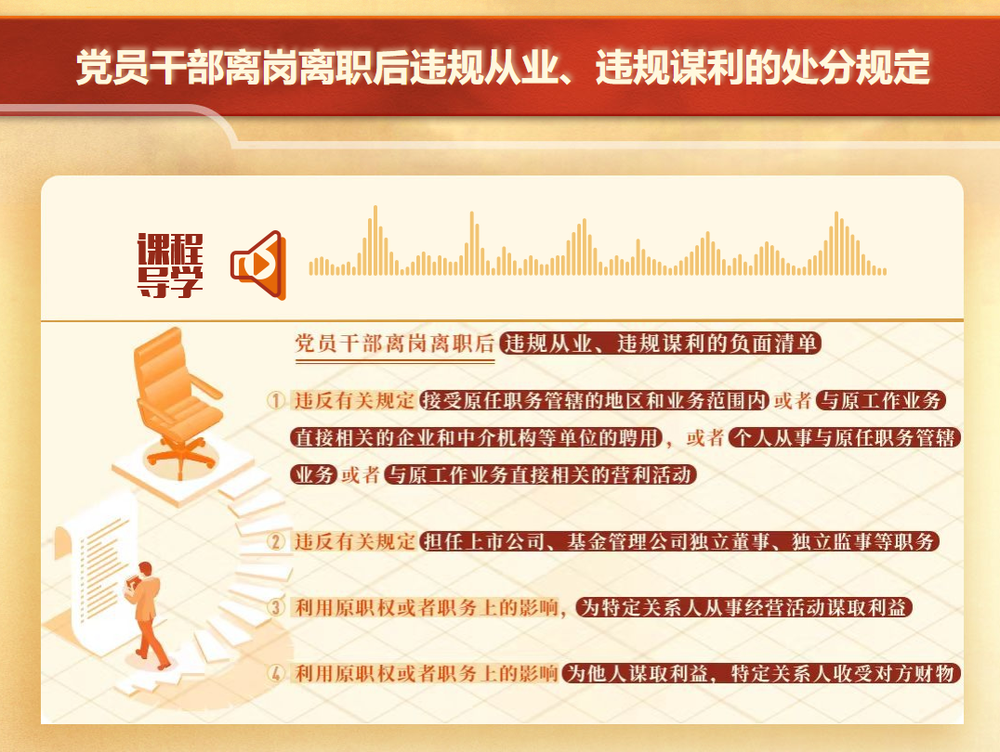 党员干部离岗离职后违规从业、违规谋利的处分规定
课程
导学
党员干部离岗离职后违规从业、违规谋利的负面清单
① 违反有关规定接受原任职务管辖的地区和业务范围内或者与原工作业务
直接相关的企业和中介机构等单位的聘用，或者个人从事与原任职务管辖
业务或者与原工作业务直接相关的营利活动
② 违反有关规定担任上市公司、基金管理公司独立董事、独立监事等职务
③ 利用原职权或者职务上的影响，为特定关系人从事经营活动谋取利益
④ 利用原职权或者职务上的影响为他人谋取利益，特定关系人收受对方财物